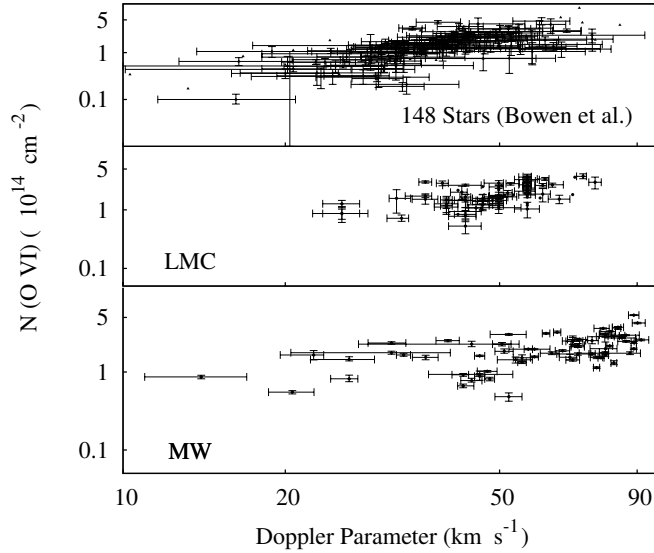 5
1
0.1
148 Stars (Bowen et al.)
5
1
0.1
LMC
5
1
0.1
MW
N (O VI) ( 10^14 cm^-2)
10 20 50 90
Doppler Parameter (km s^-1)